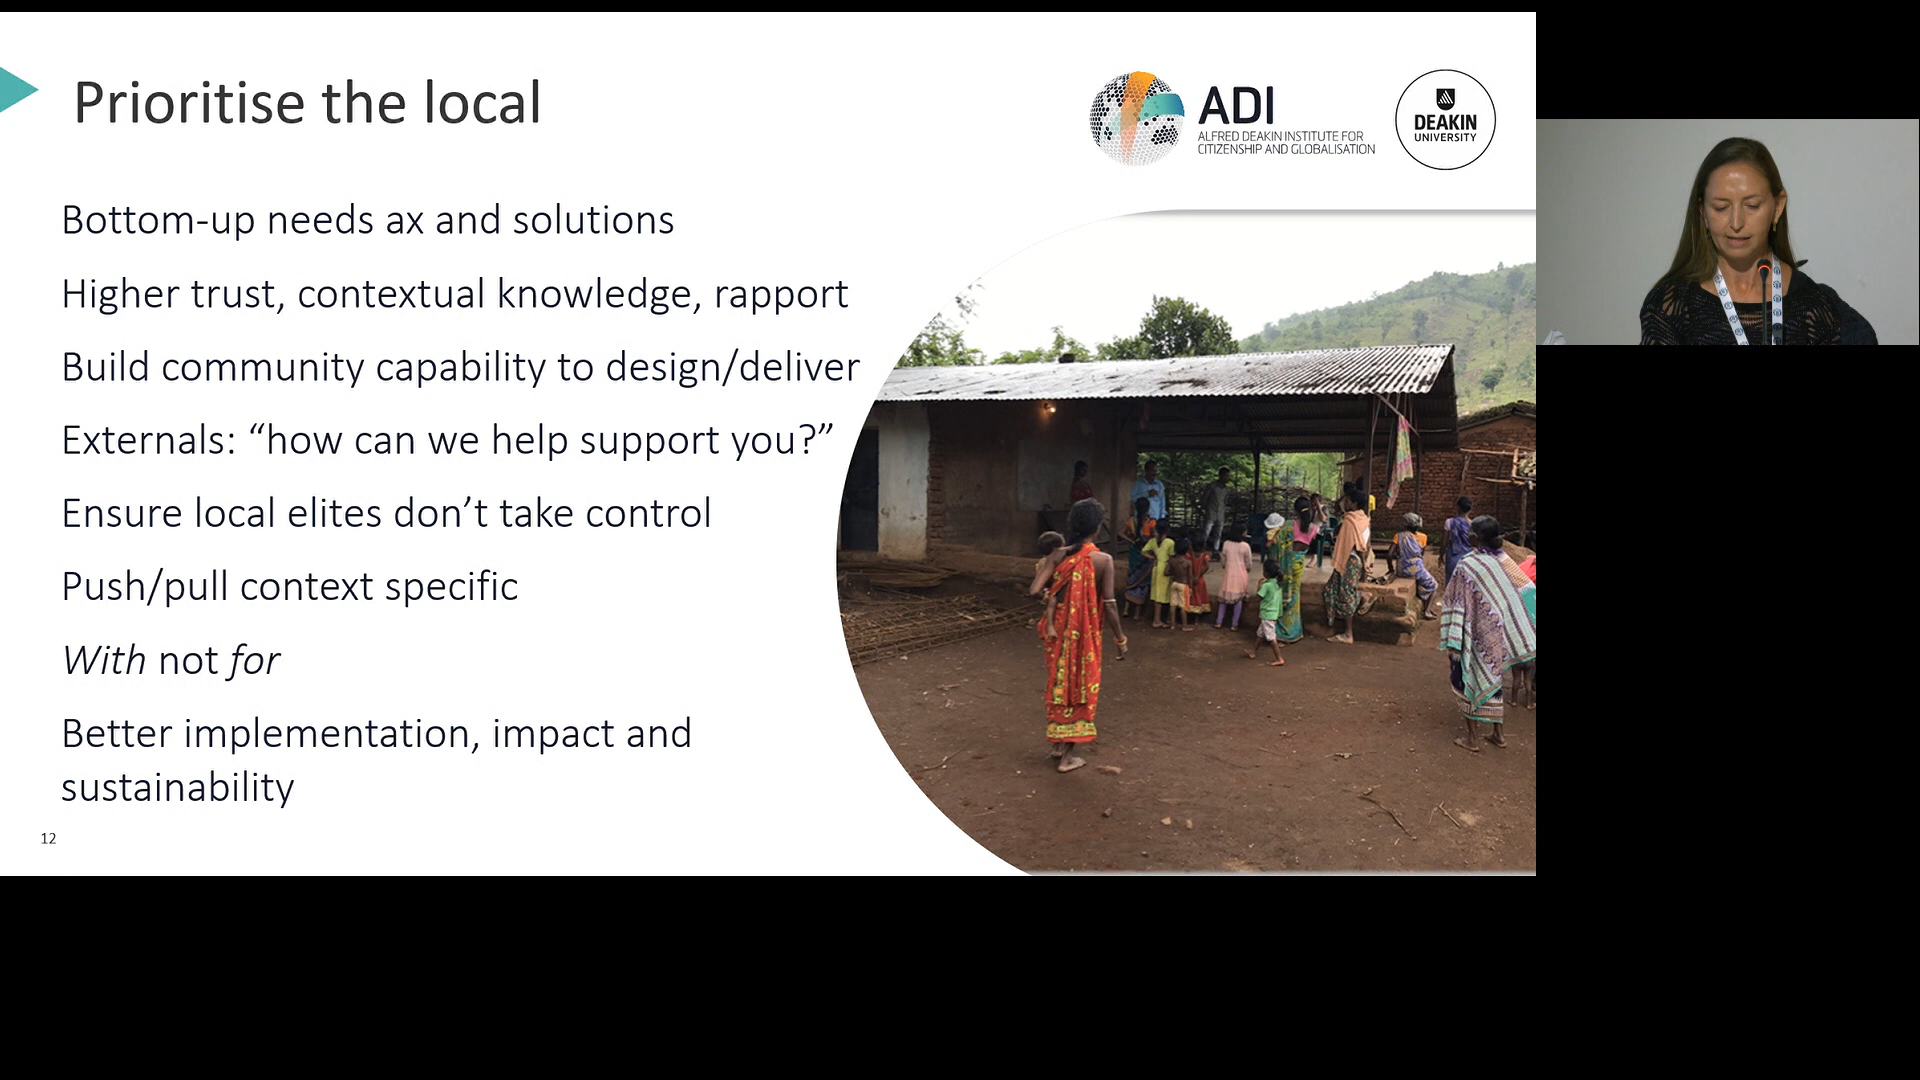 Prioritise the local
ADI
ALFRED DEAKIN INSTITUTE FOR
CITIZENSHIP AND GLOBALISATION
DEAKIN
UNIVERSITY
Bottom-up needs ax and solutions
Higher trust, contextual knowledge, rapport
Build community capability to design/deliver
Externals: “how can we help support you?”
Ensure local elites don’t take control
Push/pull context specific
With not for
Better implementation, impact and
sustainability
12